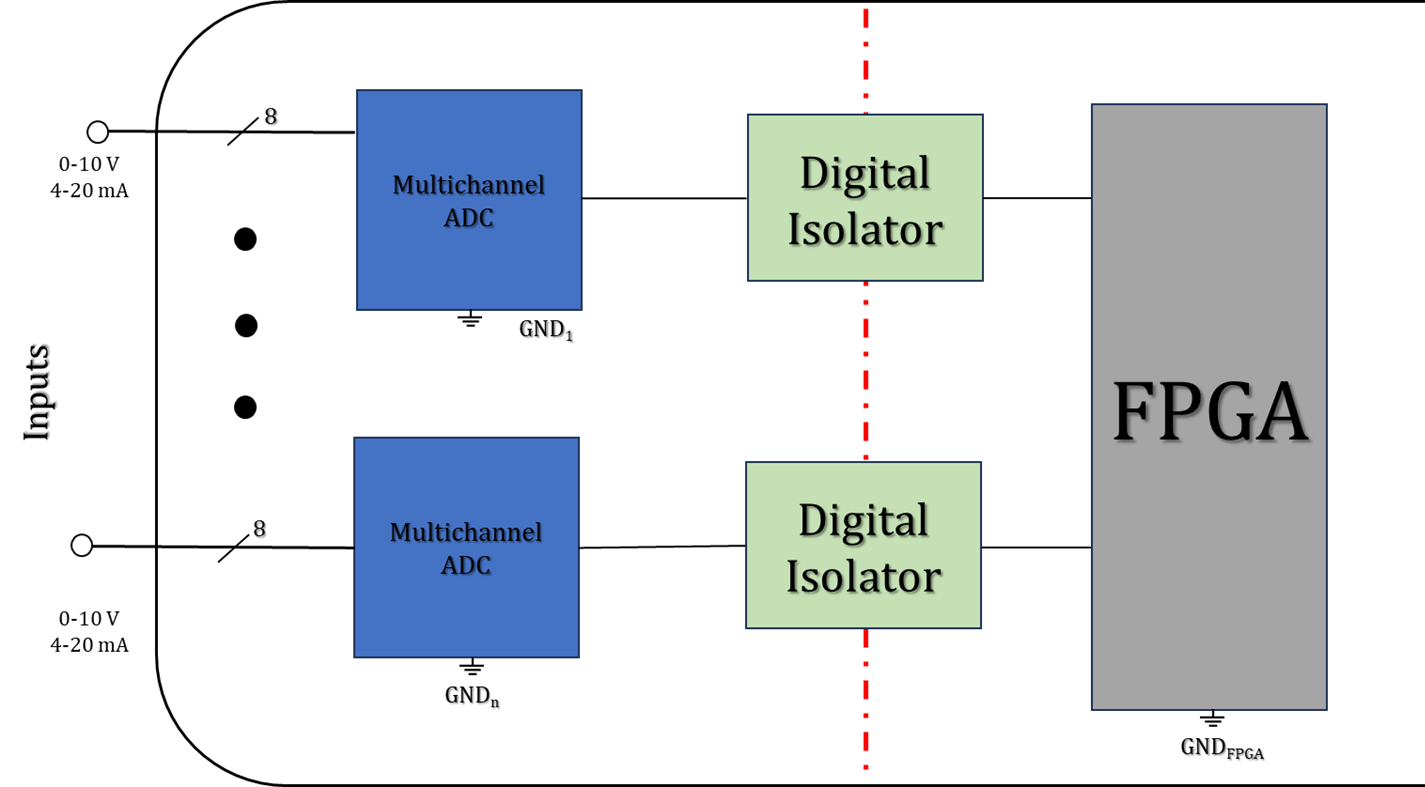 8
0-10 V
4-20 mA
Multichannel
ADC
GND₁
Digital
Isolator
Inputs
FPGA
8
0-10 V
4-20 mA
Multichannel
ADC
GNDₙ
Digital
Isolator
GND_FPGA